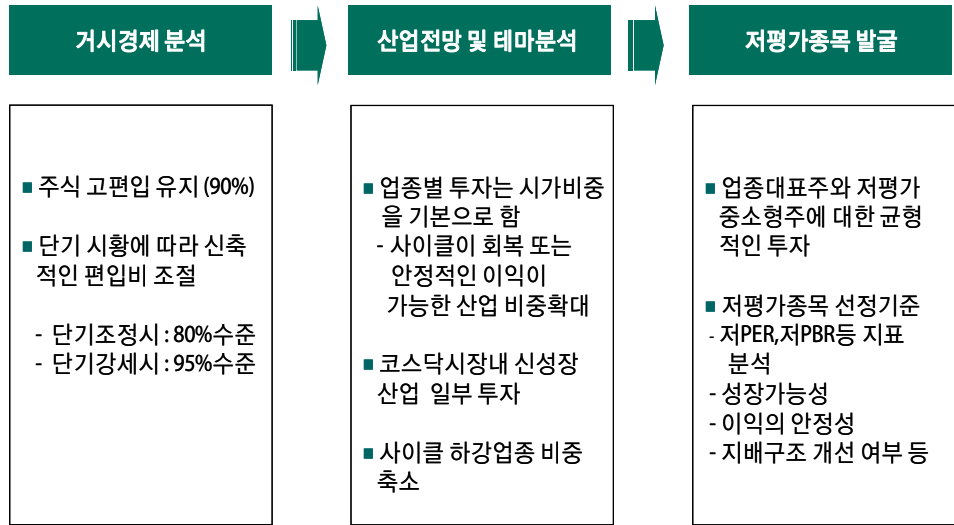 거시경제 분석
■ 주식 고편입 유지 (90%)
■ 단기 시황에 따라 신축
적인 편입비 조절
- 단기조정시 : 80%수준
- 단기강세시 : 95%수준
산업전망 및 테마분석
■ 업종별 투자는 시가비중
을 기본으로 함
- 사이클이 회복 또는
안정적인 이익이
가능한 산업 비중확대
■ 코스닥시장내 신성장
산업 일부 투자
■ 사이클 하강업종 비중
축소
저평가종목 발굴
■ 업종대표주와 저평가
중소형주에 대한 균형
적인 투자
■ 저평가종목 선정기준
- 저PER,저PBR등 지표
분석
- 성장가능성
- 이익의 안정성
- 지배구조 개선 여부 등